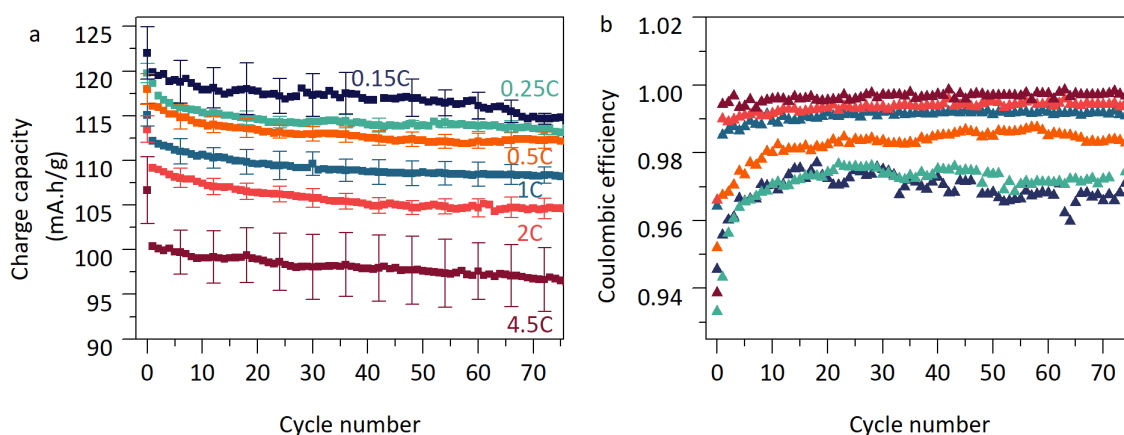 a
Charge capacity
(mA.h/g)
125
120
115
110
105
100
95
90
0.15C
0.25C
0.5C
1C
2C
4.5C
0 10 20 30 40 50 60 70
Cycle number
b
Coulombic efficiency
1.02
1.00
0.98
0.96
0.94
0 10 20 30 40 50 60 70
Cycle number